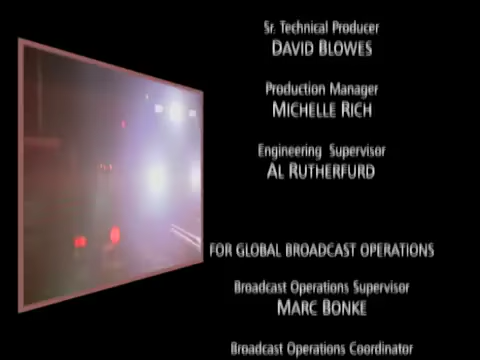 Sr. Technical Producer
DAVID BLOWES
Production Manager
MICHELLE RICH
Engineering Supervisor
AL RUTHERFURD
FOR GLOBAL BROADCAST OPERATIONS
Broadcast Operations Supervisor
MARC BONKE
Broadcast Operations Coordinator